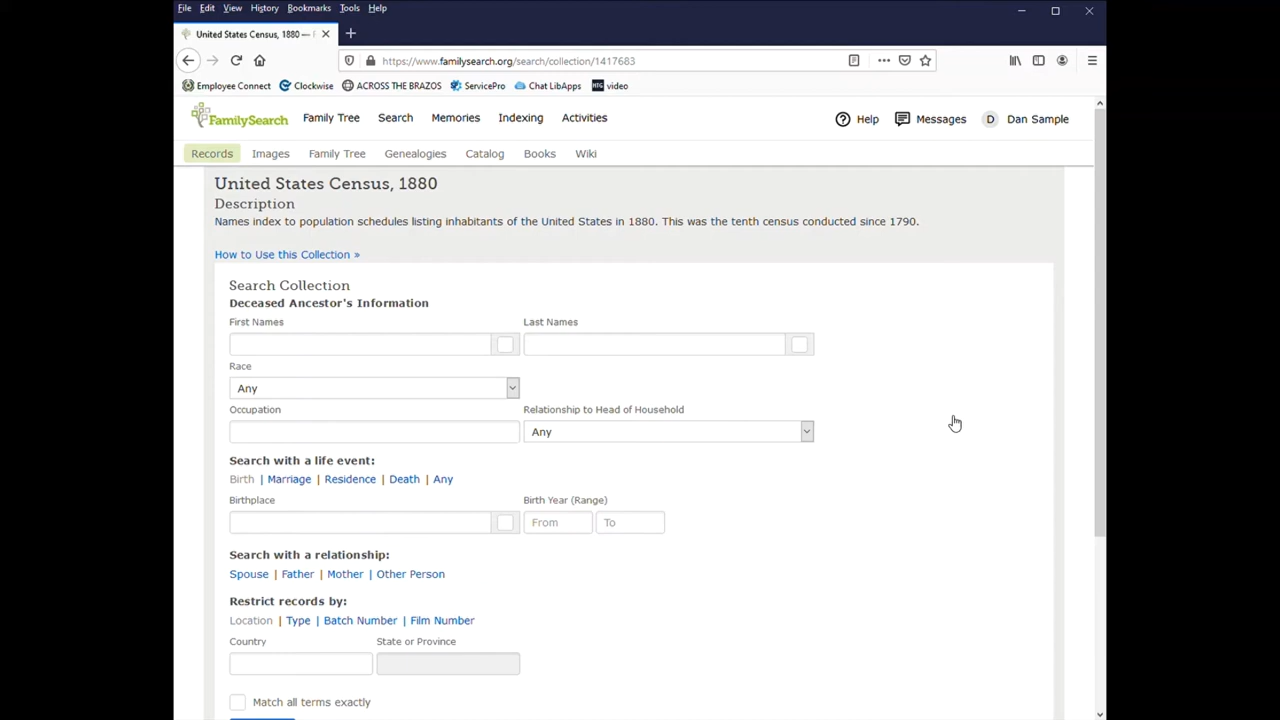 File Edit View History Bookmarks Tools Help
United States Census, 1880 —
https://www.familysearch.org/search/collection/1417683
Employee Connect Clockwise ACROSS THE BRAZOS ServicePro Chat LibApps HTG video
FamilySearch Family Tree Search Memories Indexing Activities Help Messages D Dan Sample
Records Images Family Tree Genealogies Catalog Books Wiki
United States Census, 1880
Description
Names index to population schedules listing inhabitants of the United States in 1880. This was the tenth census conducted since 1790.
How to Use this Collection »
Search Collection
Deceased Ancestor's Information
First Names Last Names
Race
Any
Occupation Relationship to Head of Household
Any
Search with a life event:
Birth | Marriage | Residence | Death | Any
Birthplace Birth Year (Range)
From To
Search with a relationship:
Spouse | Father | Mother | Other Person
Restrict records by:
Location | Type | Batch Number | Film Number
Country State or Province
Match all terms exactly